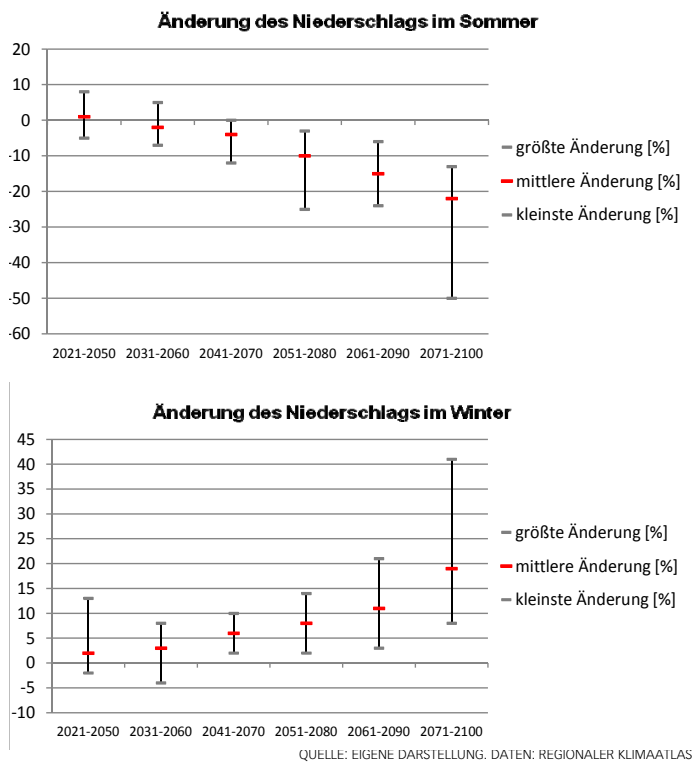 Änderung des Niederschlags im Sommer
20
10
0
-10
-20
-30
-40
-50
-60
größte Änderung [%]
mittlere Änderung [%]
kleinste Änderung [%]
2021-2050 2031-2060 2041-2070 2051-2080 2061-2090 2071-2100
Änderung des Niederschlags im Winter
45
40
35
30
25
20
15
10
5
0
-5
-10
größte Änderung [%]
mittlere Änderung [%]
kleinste Änderung [%]
2021-2050 2031-2060 2041-2070 2051-2080 2061-2090 2071-2100
QUELLE: EIGENE DARSTELLUNG. DATEN: REGIONALER KLIMAATLAS